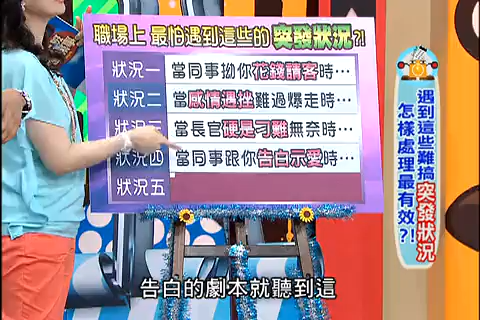 職場上 最怕遇到這些的 突發狀況?!
狀況一 當同事拗你花錢請客時…
狀況二 當感情遇挫難過爆走時…
狀況三 當長官硬是刁難無奈時…
狀況四 當同事跟你告白示愛時…
狀況五
遇到這些難搞突發狀況
怎樣處理最有效?!
告白的劇本就聽到這